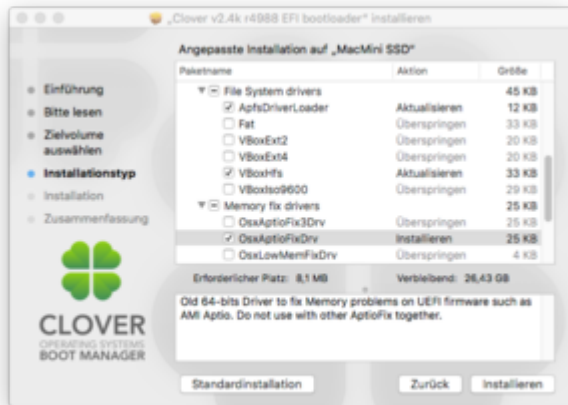 „Clover v2.4k r4988 EFI bootloader“ installieren
Angepasste Installation auf „MacMini SSD“
Einführung
Bitte lesen
Zielvolume
auswählen
Installationstyp
Installation
Zusammenfassung
CLOVER
OPERATING SYSTEMS
BOOT MANAGER
Paketname Aktion Größe
File System drivers 45 KB
ApfsDriverLoader Aktualisieren 12 KB
Fat Überspringen 33 KB
VBoxExt2 Überspringen 20 KB
VBoxExt4 Überspringen 20 KB
VBoxHfs Aktualisieren 33 KB
VBoxIso9600 Überspringen 29 KB
Memory fix drivers 25 KB
OsxAptioFix3Drv Überspringen 25 KB
OsxAptioFixDrv Installieren 25 KB
OsxLowMemFixDrv Überspringen 4 KB
Erforderlicher Platz: 8,1 MB Verbleibend: 26,43 GB
Old 64-bits Driver to fix Memory problems on UEFI firmware such as
AMI Aptio. Do not use with other AptioFix together.
Standardinstallation Zurück Installieren